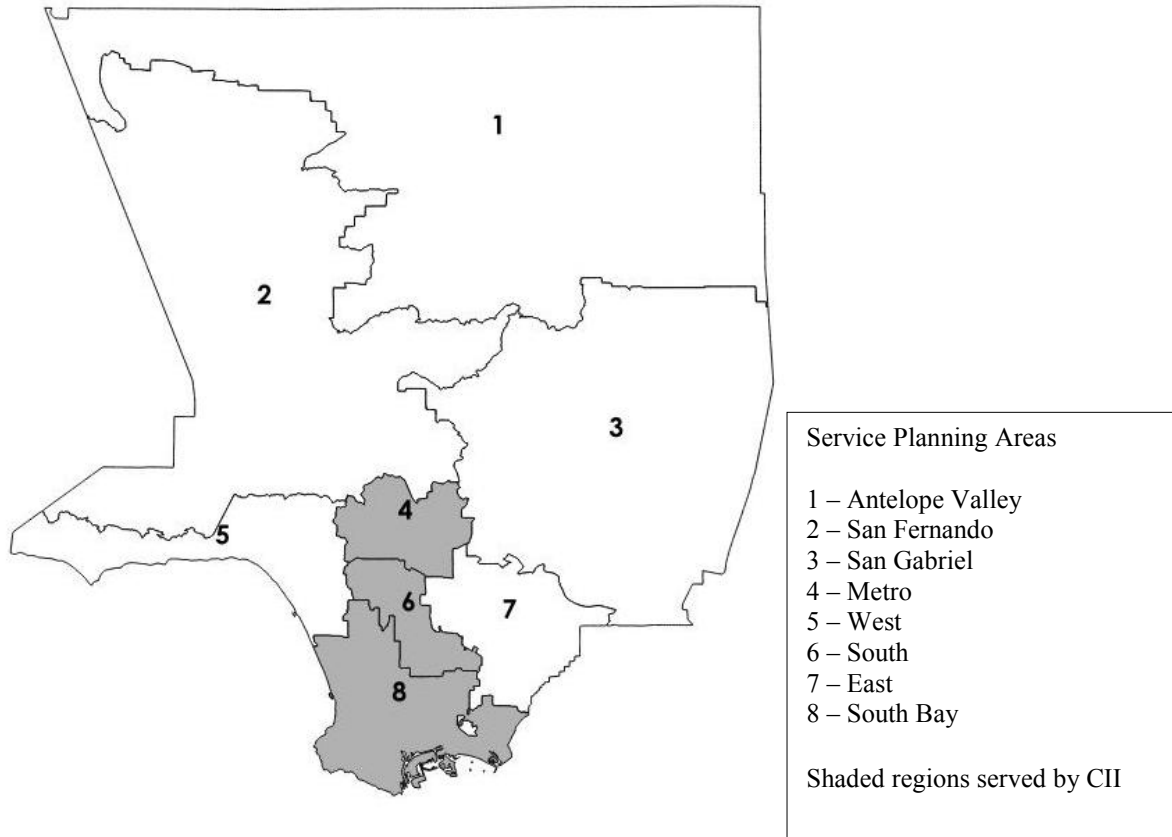 1
2
3
4
5
6
7
8
Service Planning Areas
1 – Antelope Valley
2 – San Fernando
3 – San Gabriel
4 – Metro
5 – West
6 – South
7 – East
8 – South Bay
Shaded regions served by CII